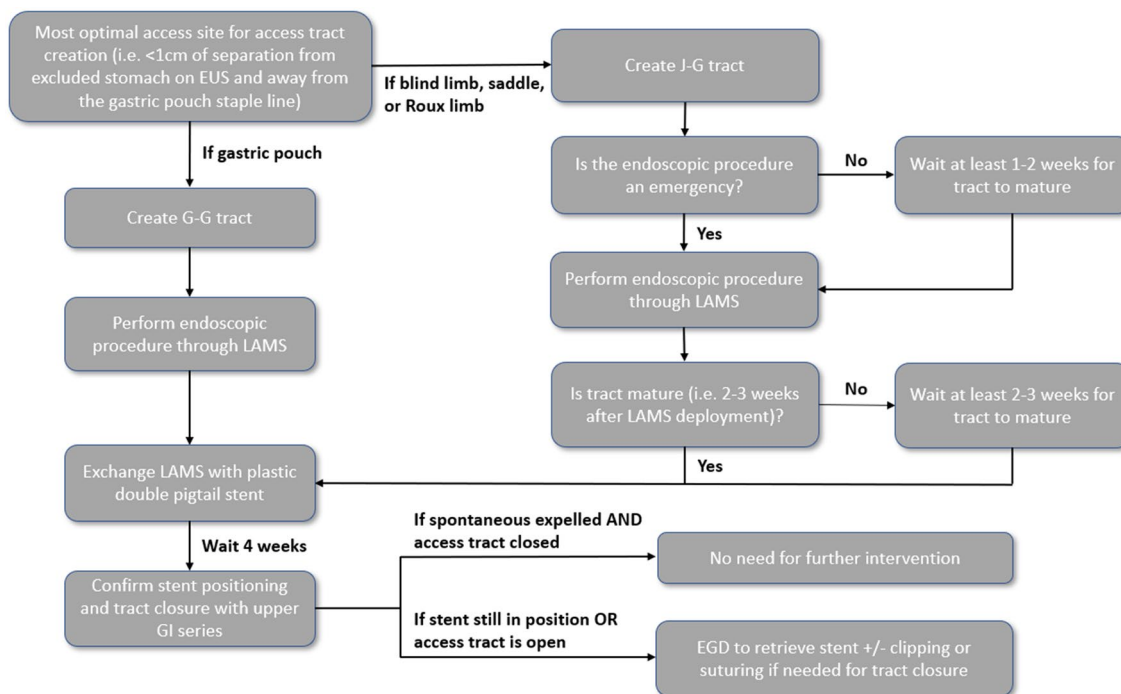 Most optimal access site for access tract
creation (i.e. <1cm of separation from
excluded stomach on EUS and away from
the gastric pouch staple line)
If blind limb, saddle,
or Roux limb
Create J-G tract
If gastric pouch
Is the endoscopic procedure
an emergency?
No
Wait at least 1-2 weeks for
tract to mature
Create G-G tract
Yes
Perform endoscopic procedure
through LAMS
Perform endoscopic
procedure through LAMS
Is tract mature (i.e. 2-3 weeks
after LAMS deployment)?
No
Wait at least 2-3 weeks for
tract to mature
Yes
Exchange LAMS with plastic
double pigtail stent
Wait 4 weeks
If spontaneous expelled AND
access tract closed
No need for further intervention
Confirm stent positioning
and tract closure with upper
GI series
If stent still in position OR
access tract is open
EGD to retrieve stent +/- clipping or
suturing if needed for tract closure